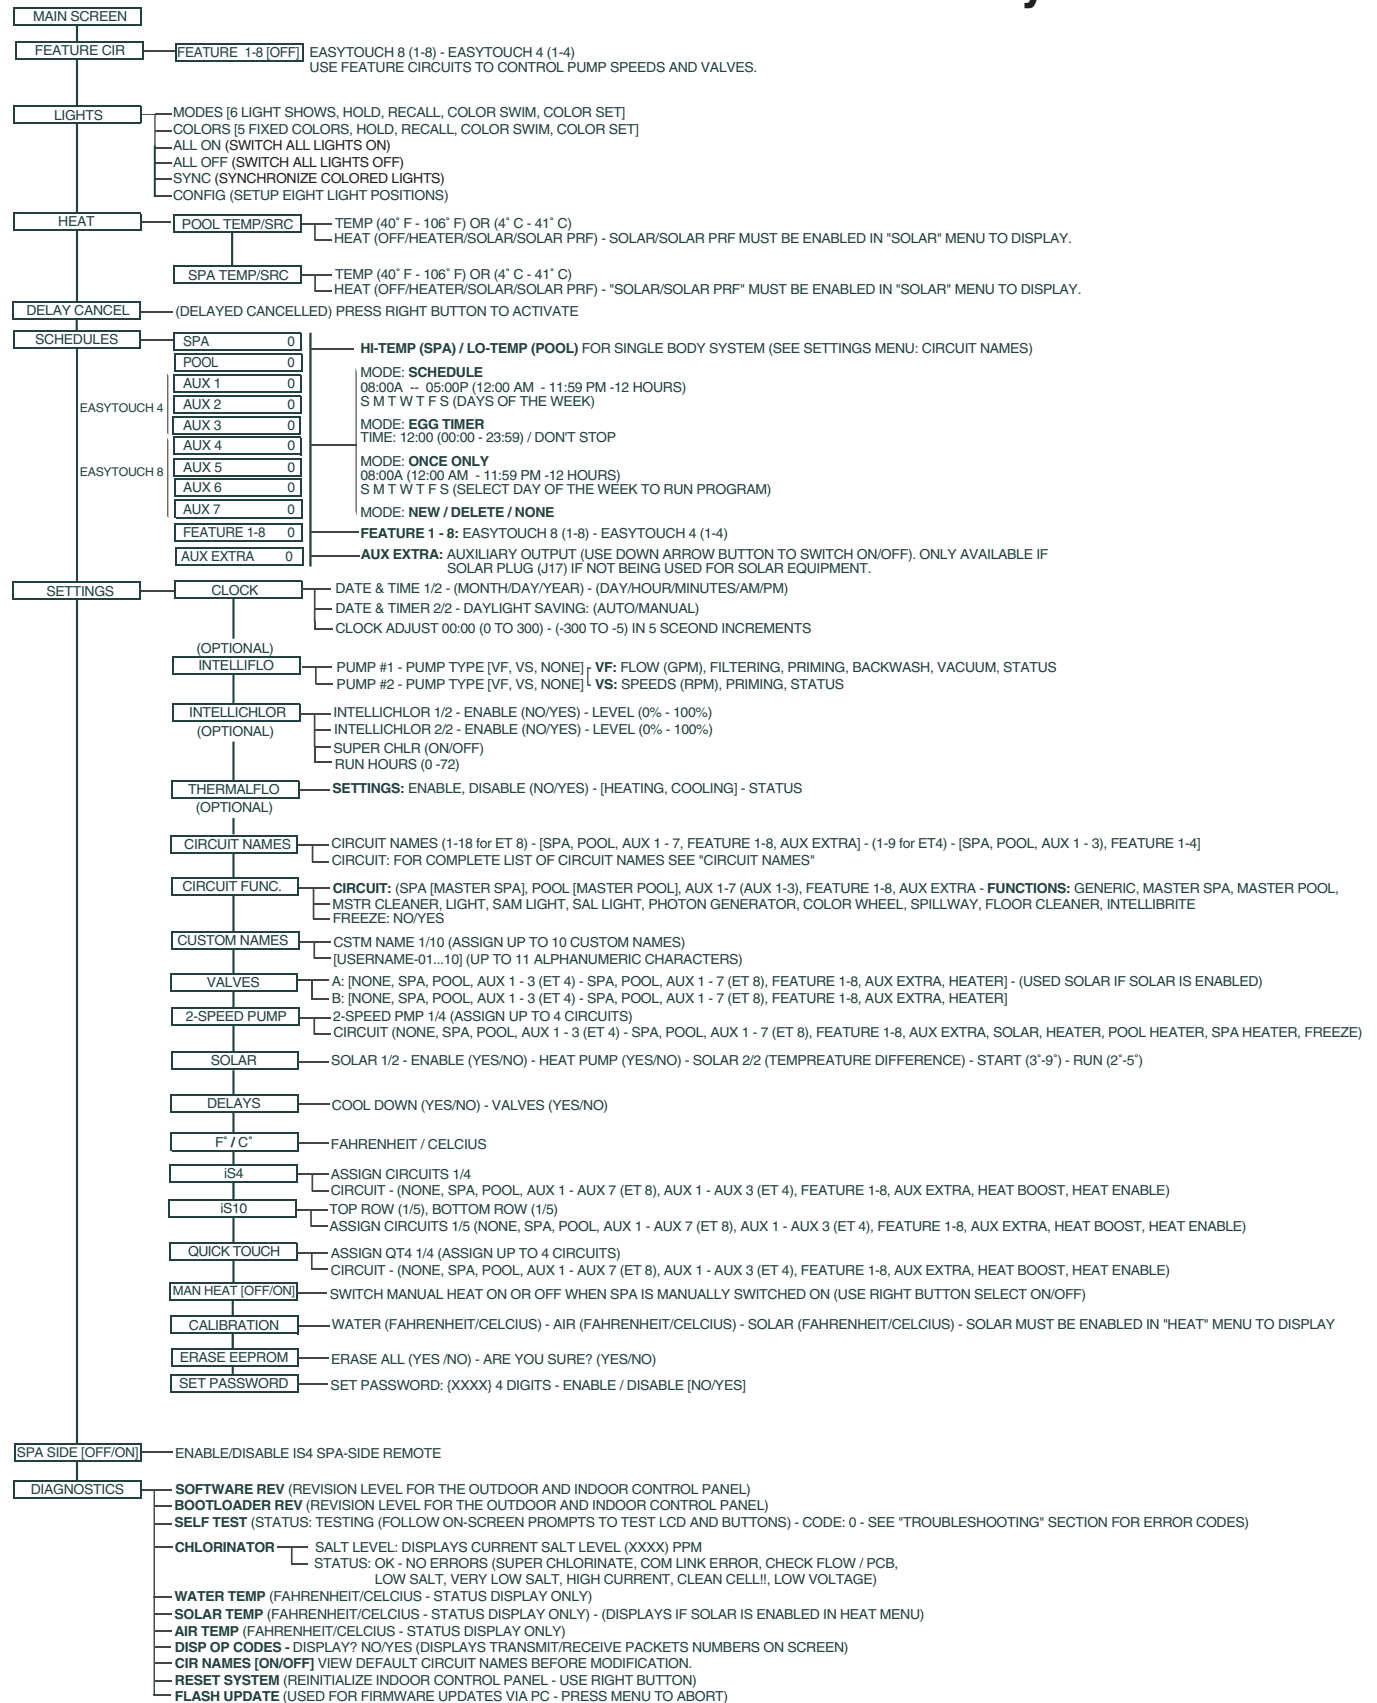 MAIN SCREEN
FEATURE CIR
FEATURE 1-8 [OFF] EASYTOUCH 8 (1-8) - EASYTOUCH 4 (1-4)
USE FEATURE CIRCUITS TO CONTROL PUMP SPEEDS AND VALVES.
LIGHTS
MODES [6 LIGHT SHOWS, HOLD, RECALL, COLOR SWIM, COLOR SET]
COLORS [5 FIXED COLORS, HOLD, RECALL, COLOR SWIM, COLOR SET]
ALL ON (SWITCH ALL LIGHTS ON)
ALL OFF (SWITCH ALL LIGHTS OFF)
SYNC (SYNCHRONIZE COLORED LIGHTS)
CONFIG (SETUP EIGHT LIGHT POSITIONS)
HEAT
POOL TEMP/SRC
TEMP (40° F - 106° F) OR (4° C - 41° C)
HEAT (OFF/HEATER/SOLAR/SOLAR PRF) - SOLAR/SOLAR PRF MUST BE ENABLED IN "SOLAR" MENU TO DISPLAY.
SPA TEMP/SRC
TEMP (40° F - 106° F) OR (4° C - 41° C)
HEAT (OFF/HEATER/SOLAR/SOLAR PRF) - "SOLAR/SOLAR PRF" MUST BE ENABLED IN "SOLAR" MENU TO DISPLAY.
DELAY CANCEL
(DELAYED CANCELLED) PRESS RIGHT BUTTON TO ACTIVATE
SCHEDULES
SPA 0
POOL 0
EASYTOUCH 4
AUX 1 0
AUX 2 0
AUX 3 0
EASYTOUCH 8
AUX 4 0
AUX 5 0
AUX 6 0
AUX 7 0
FEATURE 1-8 0
AUX EXTRA 0
HI-TEMP (SPA) / LO-TEMP (POOL) FOR SINGLE BODY SYSTEM (SEE SETTINGS MENU: CIRCUIT NAMES)
MODE: SCHEDULE
08:00A -- 05:00P (12:00 AM - 11:59 PM -12 HOURS)
S M T W T F S (DAYS OF THE WEEK)
MODE: EGG TIMER
TIME: 12:00 (00:00 - 23:59) / DON'T STOP
MODE: ONCE ONLY
08:00A (12:00 AM - 11:59 PM -12 HOURS)
S M T W T F S (SELECT DAY OF THE WEEK TO RUN PROGRAM)
MODE: NEW / DELETE / NONE
FEATURE 1 - 8: EASYTOUCH 8 (1-8) - EASYTOUCH 4 (1-4)
AUX EXTRA: AUXILIARY OUTPUT (USE DOWN ARROW BUTTON TO SWITCH ON/OFF). ONLY AVAILABLE IF
SOLAR PLUG (J17) IF NOT BEING USED FOR SOLAR EQUIPMENT.
SETTINGS
CLOCK
DATE & TIME 1/2 - (MONTH/DAY/YEAR) - (DAY/HOUR/MINUTES/AM/PM)
DATE & TIMER 2/2 - DAYLIGHT SAVING: (AUTO/MANUAL)
CLOCK ADJUST 00:00 (0 TO 300) - (-300 TO -5) IN 5 SCEOND INCREMENTS
(OPTIONAL)
INTELLIFLO
PUMP #1 - PUMP TYPE [VF, VS, NONE] VF: FLOW (GPM), FILTERING, PRIMING, BACKWASH, VACUUM, STATUS
PUMP #2 - PUMP TYPE [VF, VS, NONE] VS: SPEEDS (RPM), PRIMING, STATUS
INTELLICHLOR
(OPTIONAL)
INTELLICHLOR 1/2 - ENABLE (NO/YES) - LEVEL (0% - 100%)
INTELLICHLOR 2/2 - ENABLE (NO/YES) - LEVEL (0% - 100%)
SUPER CHLR (ON/OFF)
RUN HOURS (0 -72)
THERMALFLO
(OPTIONAL)
SETTINGS: ENABLE, DISABLE (NO/YES) - [HEATING, COOLING] - STATUS
CIRCUIT NAMES
CIRCUIT NAMES (1-18 for ET 8) - [SPA, POOL, AUX 1 - 7, FEATURE 1-8, AUX EXTRA] - (1-9 for ET4) - [SPA, POOL, AUX 1 - 3), FEATURE 1-4]
CIRCUIT: FOR COMPLETE LIST OF CIRCUIT NAMES SEE "CIRCUIT NAMES"
CIRCUIT FUNC.
CIRCUIT: (SPA [MASTER SPA], POOL [MASTER POOL], AUX 1-7 (AUX 1-3), FEATURE 1-8, AUX EXTRA - FUNCTIONS: GENERIC, MASTER SPA, MASTER POOL,
MSTR CLEANER, LIGHT, SAM LIGHT, SAL LIGHT, PHOTON GENERATOR, COLOR WHEEL, SPILLWAY, FLOOR CLEANER, INTELLIBRITE
FREEZE: NO/YES
CUSTOM NAMES
CSTM NAME 1/10 (ASSIGN UP TO 10 CUSTOM NAMES)
[USERNAME-01...10] (UP TO 11 ALPHANUMERIC CHARACTERS)
VALVES
A: [NONE, SPA, POOL, AUX 1 - 3 (ET 4) - SPA, POOL, AUX 1 - 7 (ET 8), FEATURE 1-8, AUX EXTRA, HEATER] - (USED SOLAR IF SOLAR IS ENABLED)
B: [NONE, SPA, POOL, AUX 1 - 3 (ET 4) - SPA, POOL, AUX 1 - 7 (ET 8), FEATURE 1-8, AUX EXTRA, HEATER]
2-SPEED PUMP
2-SPEED PMP 1/4 (ASSIGN UP TO 4 CIRCUITS)
CIRCUIT (NONE, SPA, POOL, AUX 1 - 3 (ET 4) - SPA, POOL, AUX 1 - 7 (ET 8), FEATURE 1-8, AUX EXTRA, SOLAR, HEATER, POOL HEATER, SPA HEATER, FREEZE)
SOLAR
SOLAR 1/2 - ENABLE (YES/NO) - HEAT PUMP (YES/NO) - SOLAR 2/2 (TEMPREATURE DIFFERENCE) - START (3°-9°) - RUN (2°-5°)
DELAYS
COOL DOWN (YES/NO) - VALVES (YES/NO)
F° / C°
FAHRENHEIT / CELCIUS
iS4
ASSIGN CIRCUITS 1/4
CIRCUIT - (NONE, SPA, POOL, AUX 1 - AUX 7 (ET 8), AUX 1 - AUX 3 (ET 4), FEATURE 1-8, AUX EXTRA, HEAT BOOST, HEAT ENABLE)
iS10
TOP ROW (1/5), BOTTOM ROW (1/5)
ASSIGN CIRCUITS 1/5 (NONE, SPA, POOL, AUX 1 - AUX 7 (ET 8), AUX 1 - AUX 3 (ET 4), FEATURE 1-8, AUX EXTRA, HEAT BOOST, HEAT ENABLE)
QUICK TOUCH
ASSIGN QT4 1/4 (ASSIGN UP TO 4 CIRCUITS)
CIRCUIT - (NONE, SPA, POOL, AUX 1 - AUX 7 (ET 8), AUX 1 - AUX 3 (ET 4), FEATURE 1-8, AUX EXTRA, HEAT BOOST, HEAT ENABLE)
MAN HEAT [OFF/ON]
SWITCH MANUAL HEAT ON OR OFF WHEN SPA IS MANUALLY SWITCHED ON (USE RIGHT BUTTON SELECT ON/OFF)
CALIBRATION
WATER (FAHRENHEIT/CELCIUS) - AIR (FAHRENHEIT/CELCIUS) - SOLAR (FAHRENHEIT/CELCIUS) - SOLAR MUST BE ENABLED IN "HEAT" MENU TO DISPLAY
ERASE EEPROM
ERASE ALL (YES /NO) - ARE YOU SURE? (YES/NO)
SET PASSWORD
SET PASSWORD: {XXXX} 4 DIGITS - ENABLE / DISABLE [NO/YES]
SPA SIDE [OFF/ON]
ENABLE/DISABLE IS4 SPA-SIDE REMOTE
DIAGNOSTICS
SOFTWARE REV (REVISION LEVEL FOR THE OUTDOOR AND INDOOR CONTROL PANEL)
BOOTLOADER REV (REVISION LEVEL FOR THE OUTDOOR AND INDOOR CONTROL PANEL)
SELF TEST (STATUS: TESTING (FOLLOW ON-SCREEN PROMPTS TO TEST LCD AND BUTTONS) - CODE: 0 - SEE "TROUBLESHOOTING" SECTION FOR ERROR CODES)
CHLORINATOR
SALT LEVEL: DISPLAYS CURRENT SALT LEVEL (XXXX) PPM
STATUS: OK - NO ERRORS (SUPER CHLORINATE, COM LINK ERROR, CHECK FLOW / PCB,
LOW SALT, VERY LOW SALT, HIGH CURRENT, CLEAN CELL!!, LOW VOLTAGE)
WATER TEMP (FAHRENHEIT/CELCIUS - STATUS DISPLAY ONLY)
SOLAR TEMP (FAHRENHEIT/CELCIUS - STATUS DISPLAY ONLY) - (DISPLAYS IF SOLAR IS ENABLED IN HEAT MENU)
AIR TEMP (FAHRENHEIT/CELCIUS - STATUS DISPLAY ONLY)
DISP OP CODES - DISPLAY? NO/YES (DISPLAYS TRANSMIT/RECEIVE PACKETS NUMBERS ON SCREEN)
CIR NAMES [ON/OFF] VIEW DEFAULT CIRCUIT NAMES BEFORE MODIFICATION.
RESET SYSTEM (REINITIALIZE INDOOR CONTROL PANEL - USE RIGHT BUTTON)
FLASH UPDATE (USED FOR FIRMWARE UPDATES VIA PC - PRESS MENU TO ABORT)